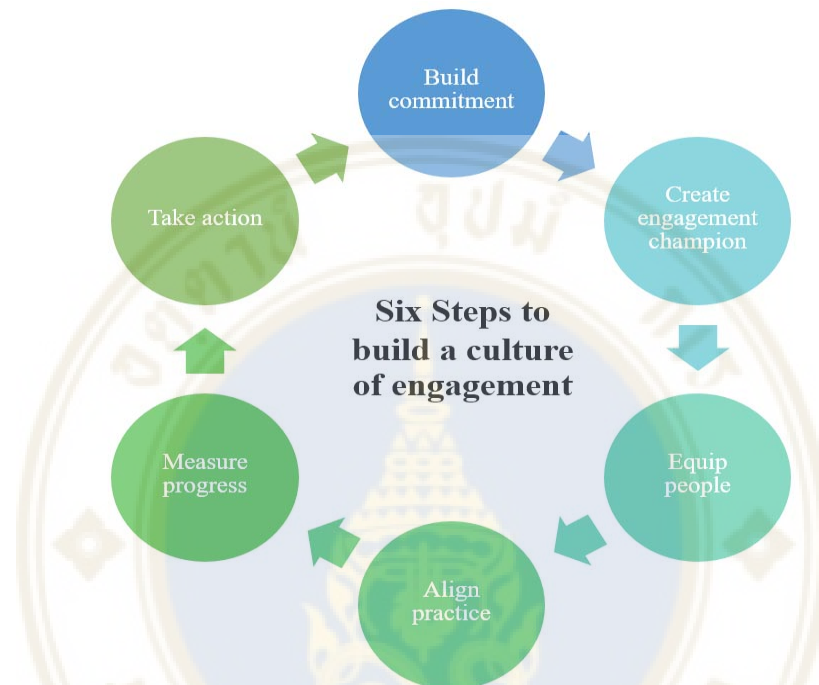 Build
commitment
Create
engagement
champion
Equip
people
Align
practice
Measure
progress
Take action
Six Steps to
build a culture
of engagement